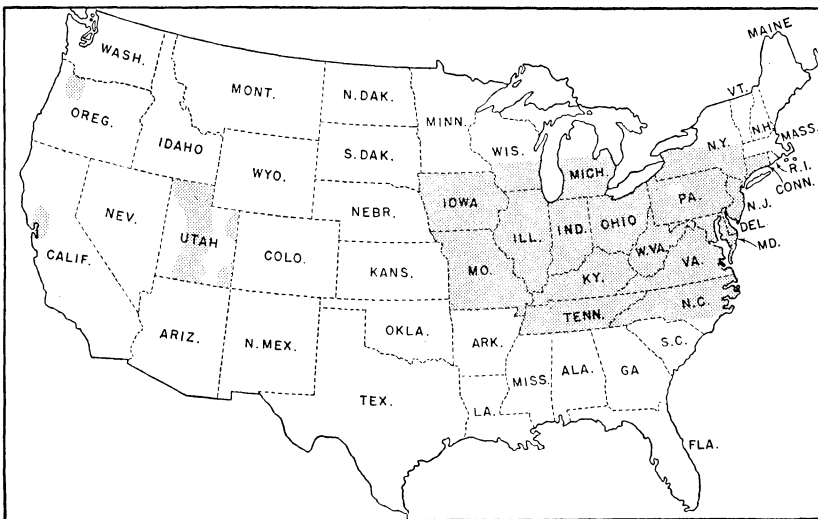 MAINE
WASH.
VT.
MONT.
N.DAK.
MINN.
N.H.
MASS.
OREG.
N.Y.
WIS.
IDAHO
S.DAK.
MICH.
R.I.
WYO.
CONN.
IOWA
PA.
N.J.
NEBR.
NEV.
OHIO
ILL.
IND.
DEL.
UTAH
W.VA.
MD.
CALIF.
COLO.
VA.
KANS.
MO.
KY.
N.C.
TENN.
OKLA.
ARIZ.
N.MEX.
ARK.
S.C.
MISS.
ALA.
GA
TEX.
LA.
FLA.